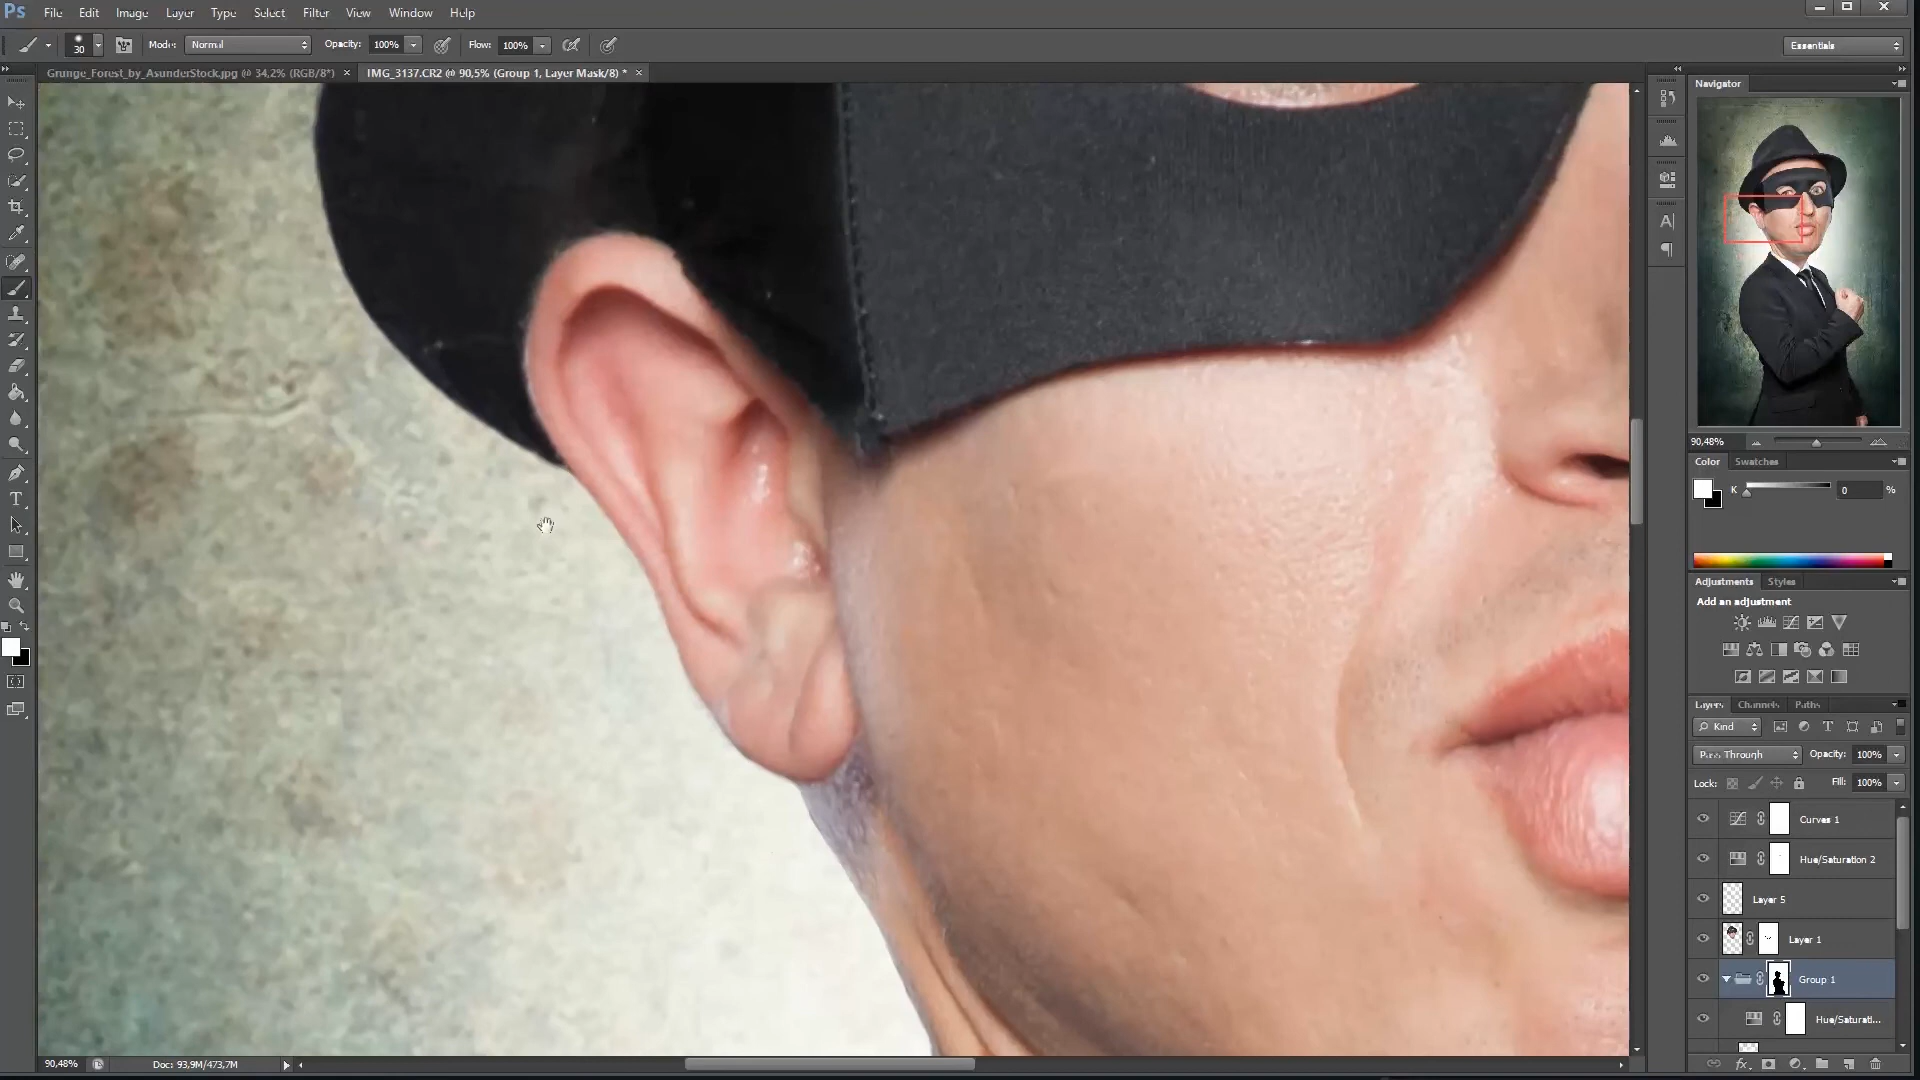 Ps File Edit Image Layer Type Select Filter View Window Help
30 Mode: Normal Opacity: 100% Flow: 100% Essentials
Grunge_Forest_by_AsunderStock.jpg @ 34,2% (RGB/8*) × IMG_3137.CR2 @ 90,5% (Group 1, Layer Mask/8) * ×
Navigator
90,48%
Color Swatches
K 0 %
Adjustments Styles
Add an adjustment
Layers Channels Paths
Kind
Pass Through Opacity: 100%
Lock: Fill: 100%
Curves 1
Hue/Saturation 2
Layer 5
Layer 1
Group 1
Hue/Saturati...
90,48% Doc: 93,9M/473,7M